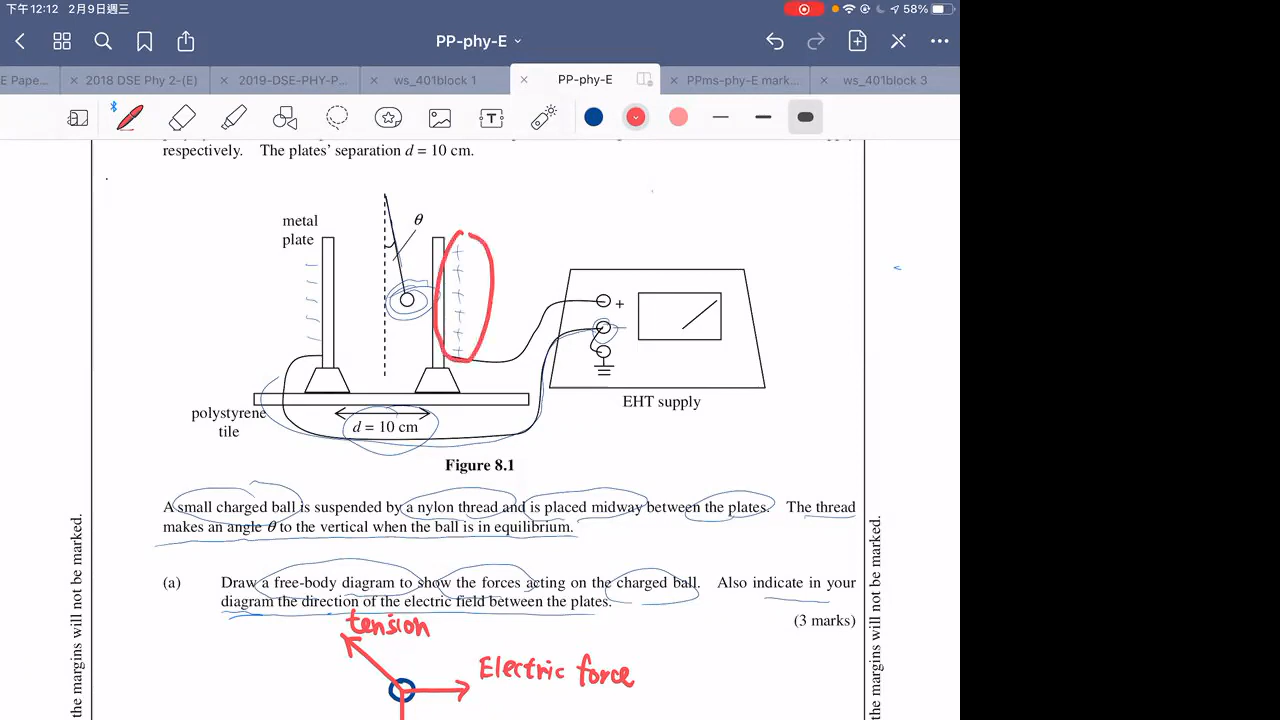 下午12:12 2月9日週三
58%
PP-phy-E
E Pape... 2018 DSE Phy 2-(E) 2019-DSE-PHY-P... ws_401block 1 PP-phy-E PPms-phy-E mark... ws_401block 3
respectively. The plates' separation d = 10 cm.
metal
plate
θ
+
polystyrene
tile
d = 10 cm
EHT supply
Figure 8.1
A small charged ball is suspended by a nylon thread and is placed midway between the plates. The thread
makes an angle θ to the vertical when the ball is in equilibrium.
(a) Draw a free-body diagram to show the forces acting on the charged ball. Also indicate in your
diagram the direction of the electric field between the plates.
(3 marks)
tension
Electric force
the margins will not be marked.
the margins will not be marked.